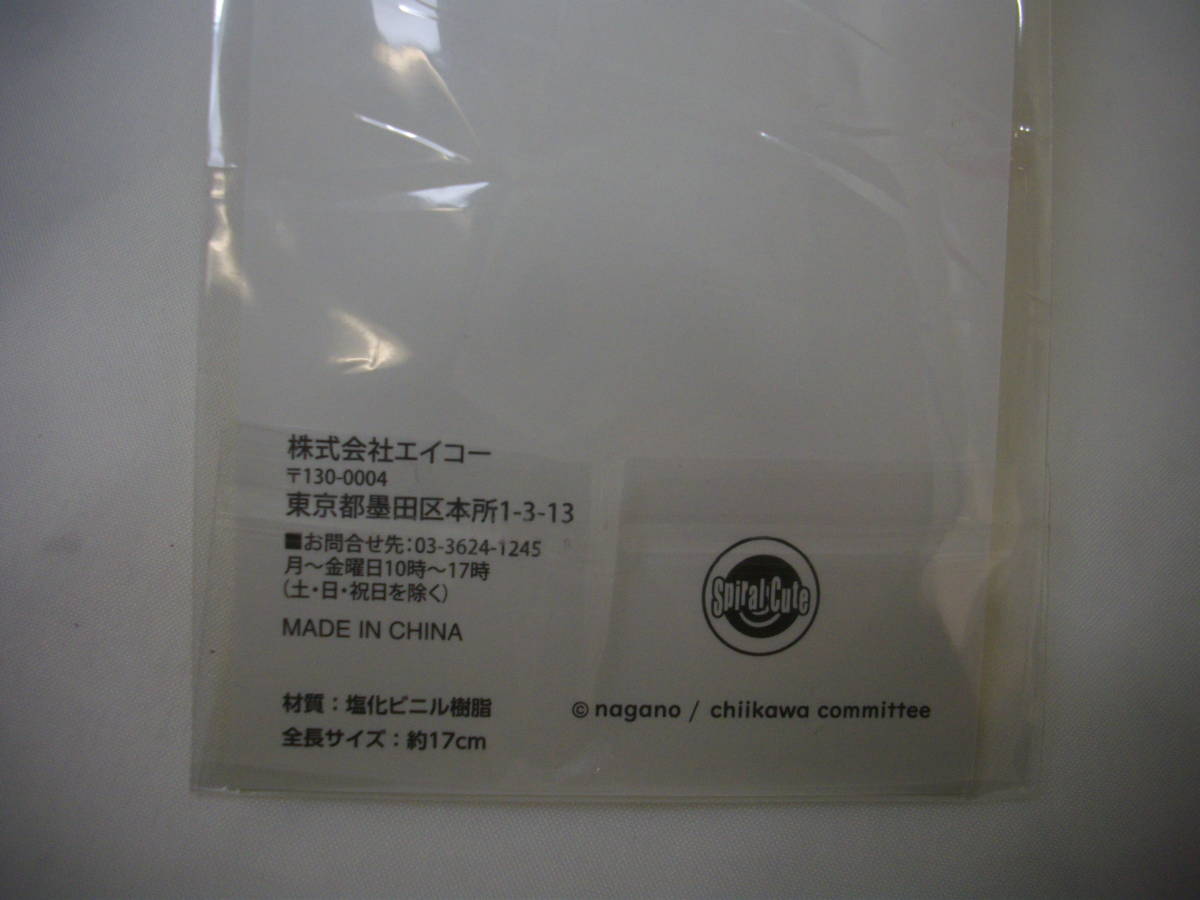 株式会社エイコー
〒130-0004
東京都墨田区本所1-3-13
■お問合せ先：03-3624-1245
月～金曜日10時～17時
（土・日・祝日を除く）
MADE IN CHINA
Spiral Cute
材質：塩化ビニル樹脂
全長サイズ：約17cm
© nagano / chiikawa committee